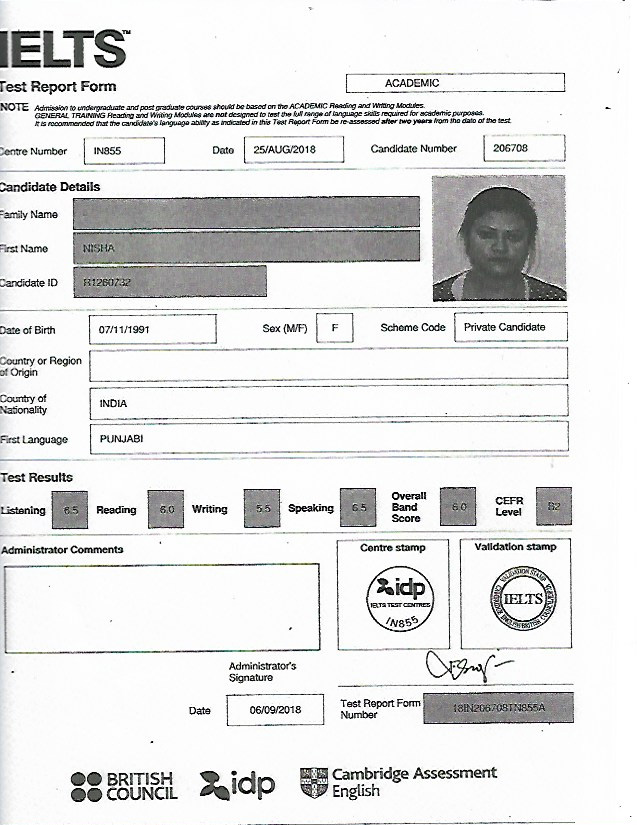 IELTS™
Test Report Form
ACADEMIC
NOTE Admission to undergraduate and post graduate courses should be based on the ACADEMIC Reading and Writing Modules.
GENERAL TRAINING Reading and Writing Modules are not designed to test the full range of language skills required for academic purposes.
It is recommended that the candidate's language ability as indicated in this Test Report Form be re-assessed after two years from the date of the test.
Centre Number IN855 Date 25/AUG/2018 Candidate Number 206708
Candidate Details
Family Name
First Name NISHA
Candidate ID R1260732
Date of Birth 07/11/1991 Sex (M/F) F Scheme Code Private Candidate
Country or Region
of Origin
Country of
Nationality INDIA
First Language PUNJABI
Test Results
Listening 6.5 Reading 6.0 Writing 5.5 Speaking 6.5 Overall Band Score 6.0 CEFR Level B2
Administrator Comments
Centre stamp
Validation stamp
idp
IELTS TEST CENTRES
IN855
VALIDATION STAMP
IELTS
Administrator's
Signature
Date 06/09/2018
Test Report Form
Number 18IN206708IN855A
BRITISH
COUNCIL
idp
Cambridge Assessment
English